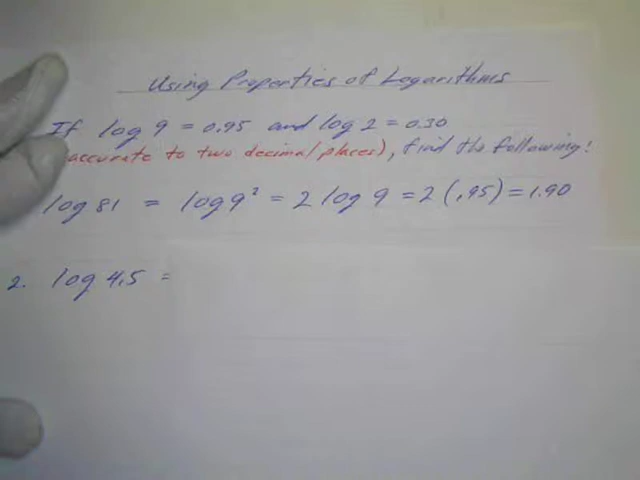 Using Properties of Logarithms
If log 9 = 0.95 and log 2 = 0.30
accurate to two decimal places), find the following:
log 81 = log 9² = 2 log 9 = 2 (.95) = 1.90
2. log 4.5 =